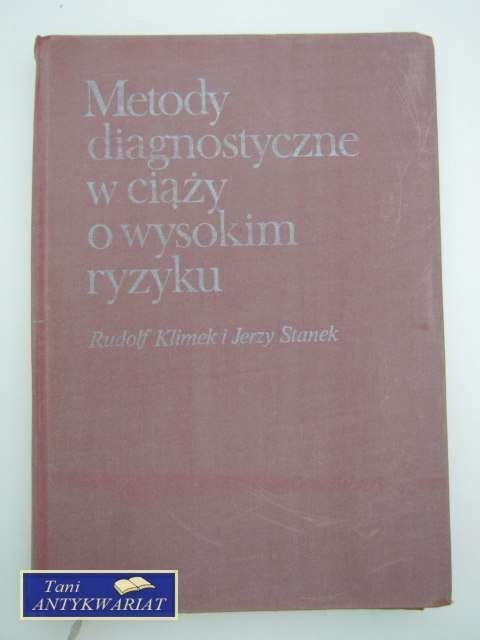 Metody
diagnostyczne
w ciąży
o wysokim
ryzyku
Rudolf Klimek i Jerzy Stanek
Tani
ANTYKWARIAT